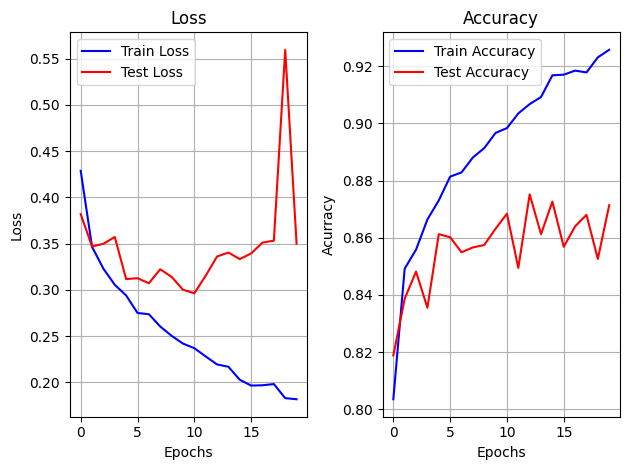 Loss
Train Loss
Test Loss
0.55
0.50
0.45
0.40
0.35
0.30
0.25
0.20
Loss
0
5
10
15
Epochs
Accuracy
Train Accuracy
Test Accuracy
0.92
0.90
0.88
0.86
0.84
0.82
0.80
Acurracy
0
5
10
15
Epochs